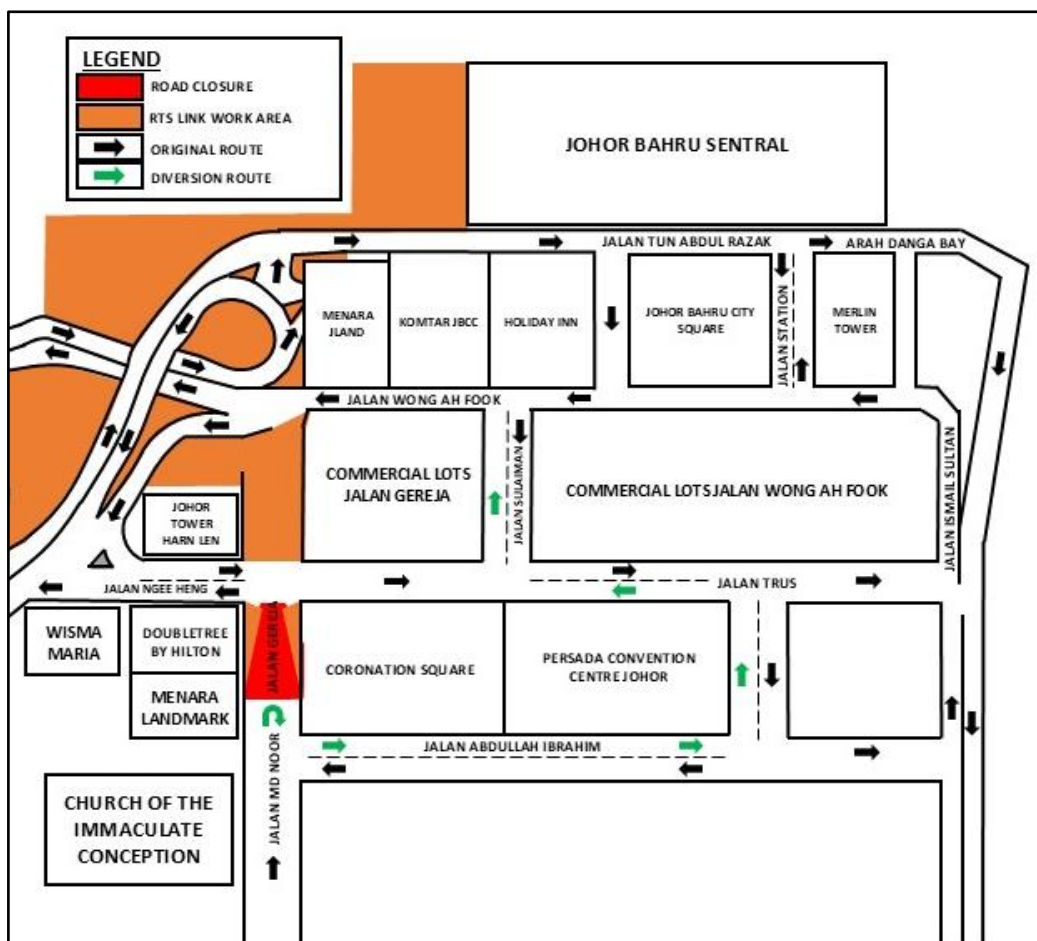 LEGEND
ROAD CLOSURE
RTS LINK WORK AREA
ORIGINAL ROUTE
DIVERSION ROUTE
JOHOR BAHRU SENTRAL
JALAN TUN ABDUL RAZAK
ARAH DANGA BAY
MENARA
JLAND
KOMTAR JBCC
HOLIDAY INN
JOHOR BAHRU CITY
SQUARE
JALAN STATION
MERLIN
TOWER
JALAN WONG AH FOOK
COMMERCIAL LOTS
JALAN GEREJA
JALAN SULAIMAN
COMMERCIAL LOTS JALAN WONG AH FOOK
JALAN ISMAIL SULTAN
JOHOR
TOWER
HARN LEN
JALAN NGEE HENG
JALAN TRUS
WISMA
MARIA
DOUBLETREE
BY HILTON
MENARA
LANDMARK
JALAN GEREJA
CORONATION SQUARE
PERSADA CONVENTION
CENTRE JOHOR
JALAN ABDULLAH IBRAHIM
JALAN MD NOOR
CHURCH OF THE
IMMACULATE
CONCEPTION